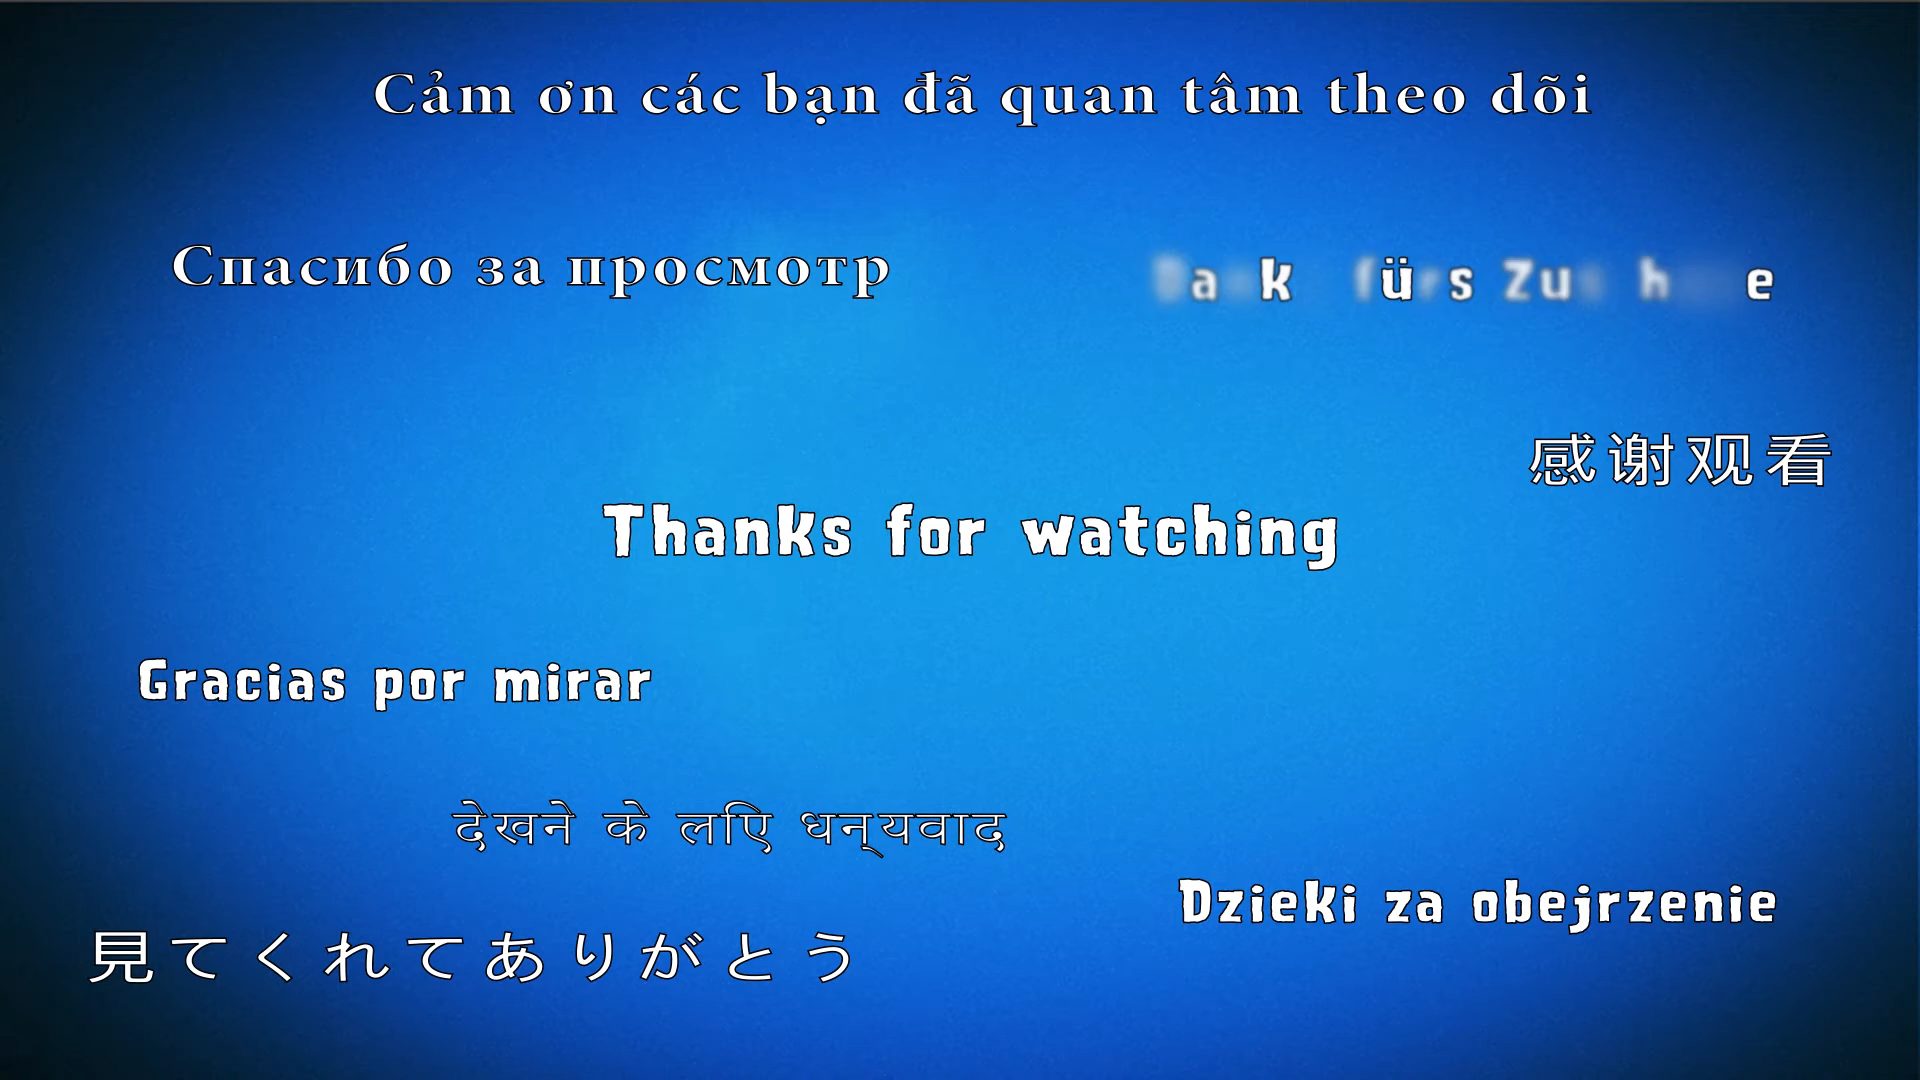 Cảm ơn các bạn đã quan tâm theo dõi
Спасибо за просмотр
fürs
感谢观看
Thanks for watching
Gracias por mirar
देखने के लिए धन्यवाद
Dzieki za obejrzenie
見てくれてありがとう